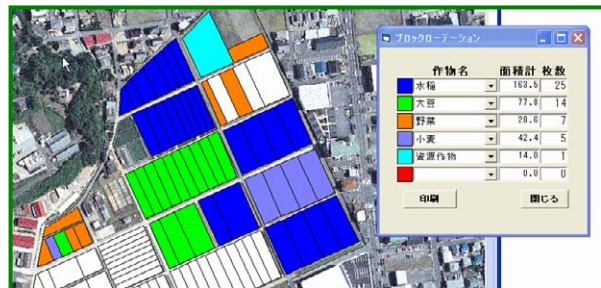 ブロックローテーション
作物名 面積計 枚数
水稲 163.5 25
大豆 77.8 14
野菜 20.6 7
小麦 42.4 5
資源作物 14.0 1
0.0 0
印刷 閉じる